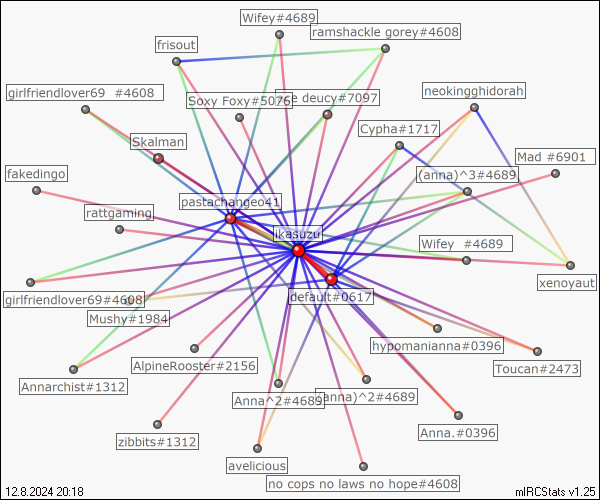 Wifey#4689
ramshackle gorey#4608
frisout
girlfriendlover69 #4608
Soxy Foxy#5076
deucy#7097
neokingghidorah
Cypha#1717
Skalman
Mad #6901
fakedingo
(anna)^3#4689
pastachangeo41
rattgaming
ikasuzu
Wifey #4689
xenoyaut
default#0617
girlfriendlover69#4608
Mushy#1984
hypomanianna#0396
AlpineRooster#2156
Toucan#2473
Annarchist#1312
Anna^2#4689
(anna)^2#4689
Anna.#0396
zibbits#1312
avelicious
no cops no laws no hope#4608
12.8.2024 20:18
mIRCStats v1.25